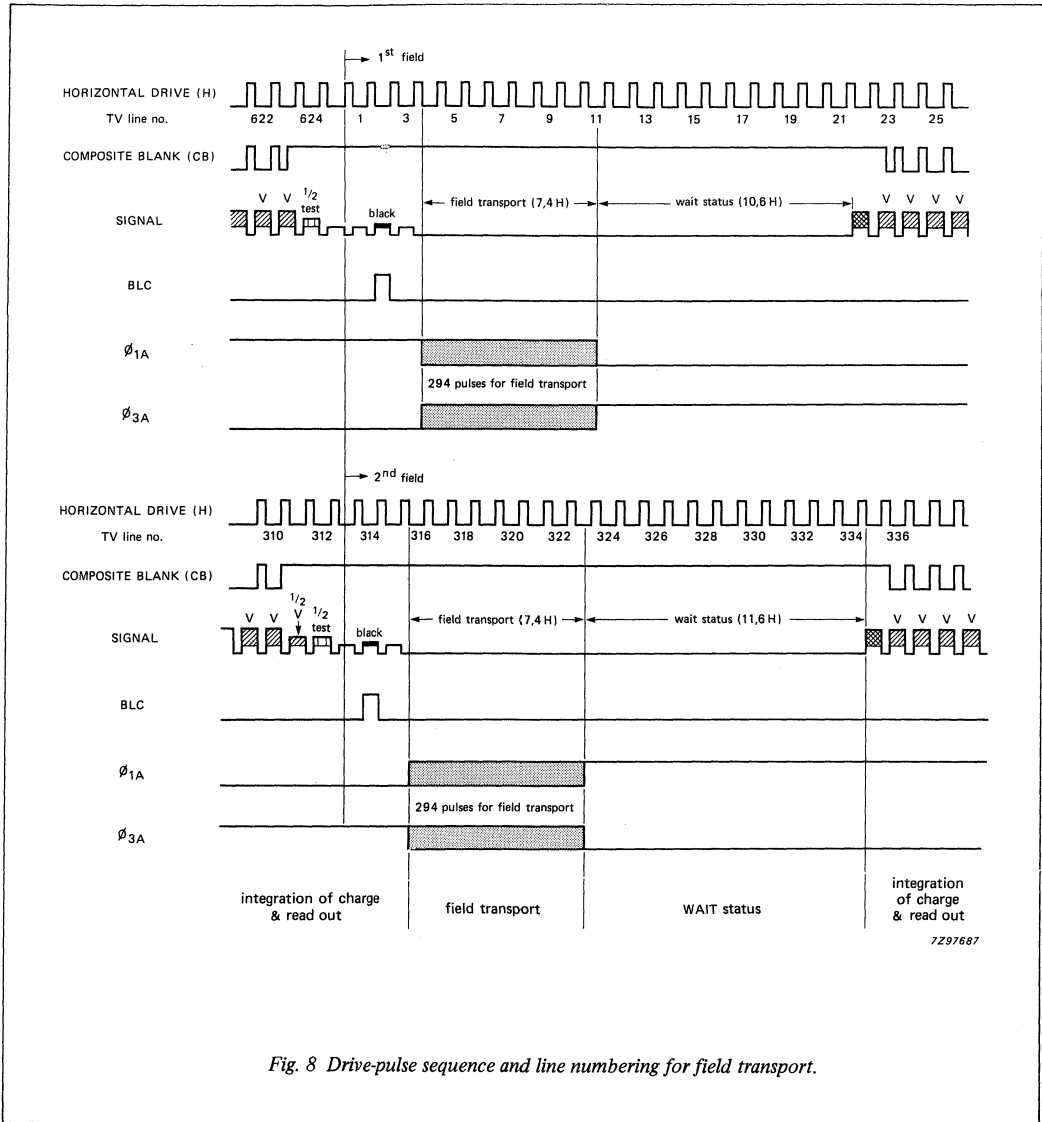 1st field
HORIZONTAL DRIVE (H)
TV line no.
622 624 1 3 5 7 9 11 13 15 17 19 21 23 25
COMPOSITE BLANK (CB)
V V 1/2 test
black
field transport (7,4 H)
wait status (10,6 H)
V V V V
SIGNAL
BLC
Ø1A
294 pulses for field transport
Ø3A
2nd field
HORIZONTAL DRIVE (H)
TV line no.
310 312 314 316 318 320 322 324 326 328 330 332 334 336
COMPOSITE BLANK (CB)
V V 1/2 V 1/2 test
black
field transport (7,4 H)
wait status (11,6 H)
V V V V
SIGNAL
BLC
Ø1A
294 pulses for field transport
Ø3A
integration of charge
& read out
field transport
WAIT status
integration
of charge
& read out
7Z97687
Fig. 8 Drive-pulse sequence and line numbering for field transport.